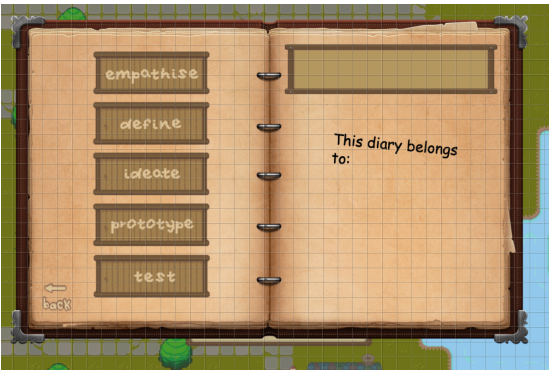 empathise
define
ideate
prototype
test
back
This diary belongs
to: